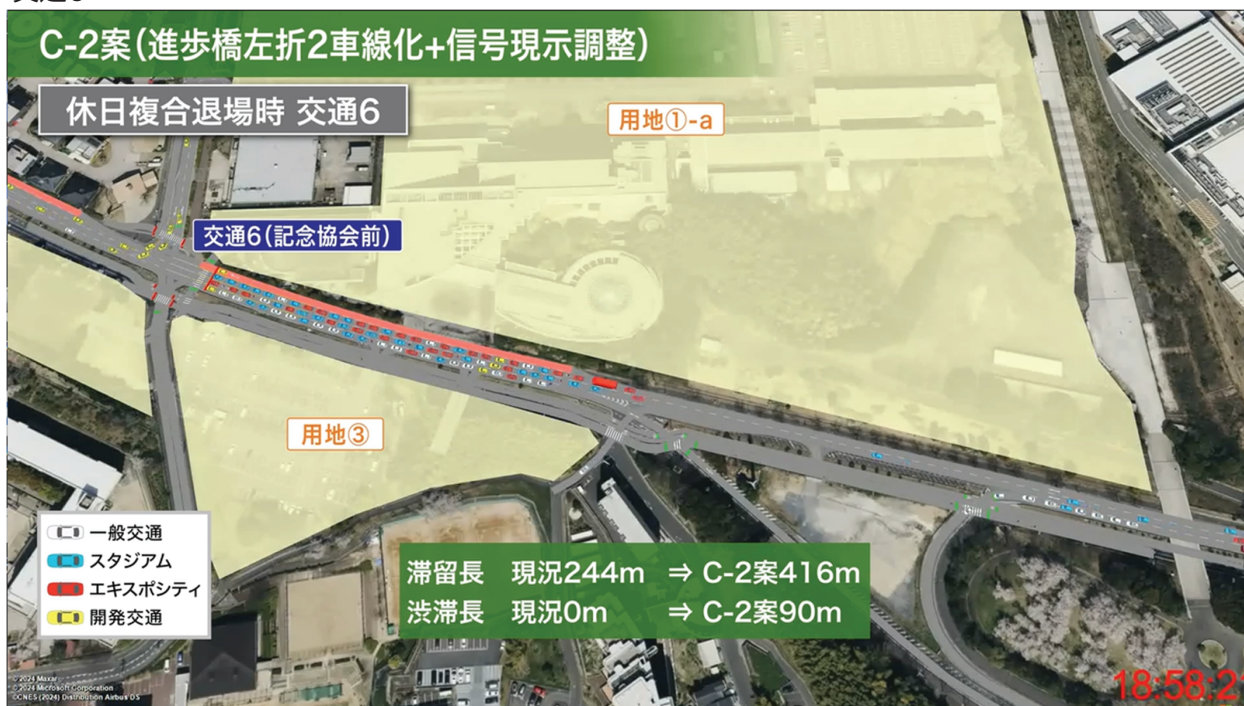 C-2案(進歩橋左折2車線化+信号現示調整)
休日複合退場時 交通6
用地①-a
交通6(記念協会前)
用地③
一般交通
スタジアム
エキスポシティ
開発交通
滞留長 現況244m ⇒ C-2案416m
渋滞長 現況0m ⇒ C-2案90m
© 2024 Maxar
© 2024 Microsoft Corporation
©CNES (2024) Distribution Airbus DS